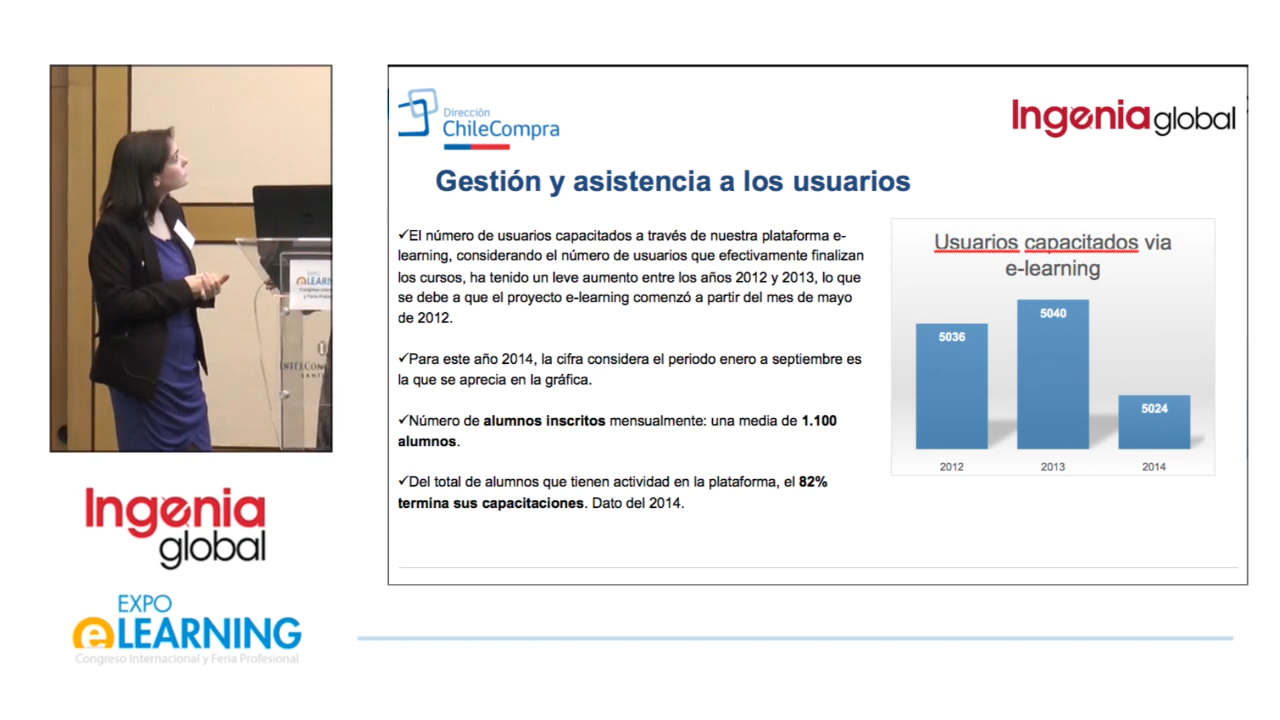 Dirección
ChileCompra
Ingenia global
Gestión y asistencia a los usuarios
✓El número de usuarios capacitados a través de nuestra plataforma e-
learning, considerando el número de usuarios que efectivamente finalizan
los cursos, ha tenido un leve aumento entre los años 2012 y 2013, lo que
se debe a que el proyecto e-learning comenzó a partir del mes de mayo
de 2012.
✓Para este año 2014, la cifra considera el periodo enero a septiembre es
la que se aprecia en la gráfica.
✓Número de alumnos inscritos mensualmente: una media de 1.100
alumnos.
✓Del total de alumnos que tienen actividad en la plataforma, el 82%
termina sus capacitaciones. Dato del 2014.
Usuarios capacitados via
e-learning
5036
5040
5024
2012
2013
2014
EXPO
eLEARN
INTERCON
SANT
Ingenia
global
EXPO
eLEARNING
Congreso Internacional y Feria Profesional